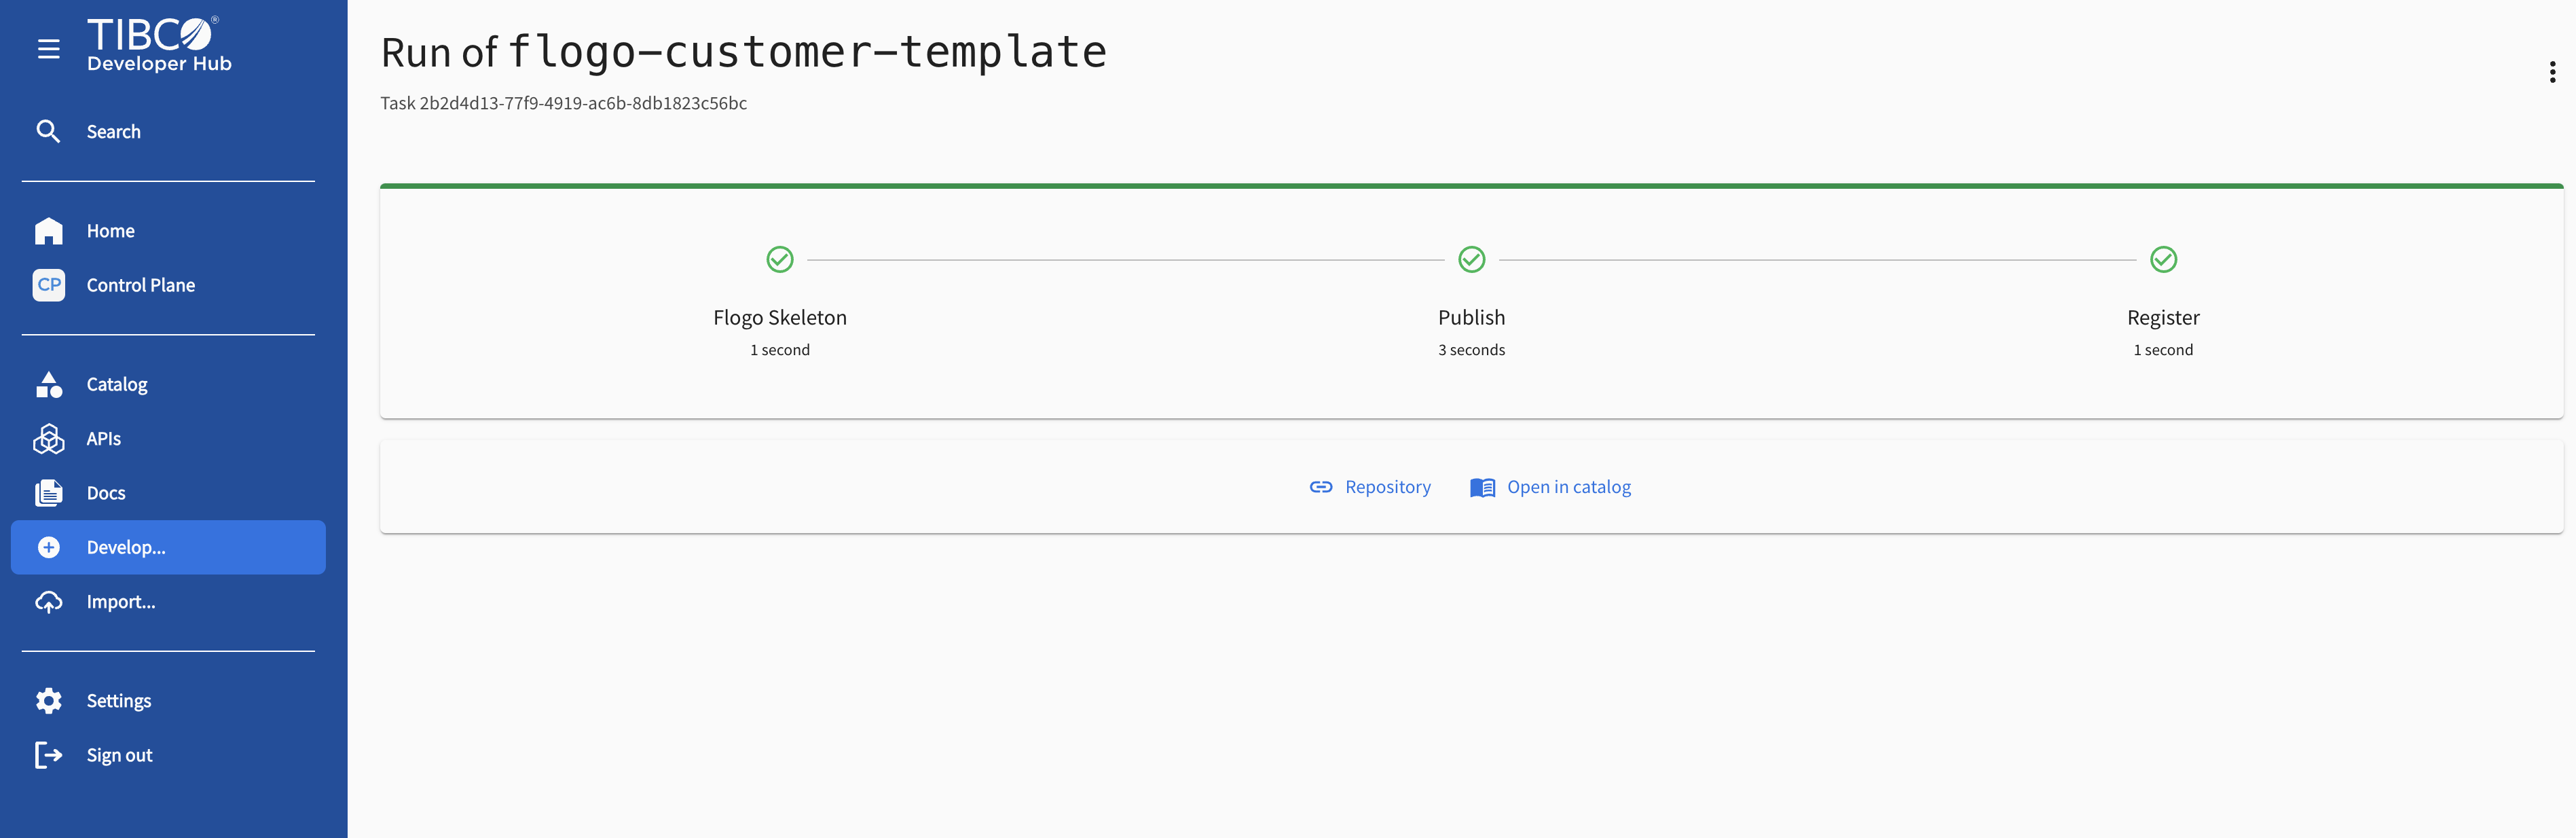 TIBCO®
Developer Hub
Search
Home
CP Control Plane
Catalog
APIs
Docs
Develop...
Import...
Settings
Sign out
Run of flogo-customer-template
Task 2b2d4d13-77f9-4919-ac6b-8db1823c56bc
Flogo Skeleton
1 second
Publish
3 seconds
Register
1 second
Repository
Open in catalog